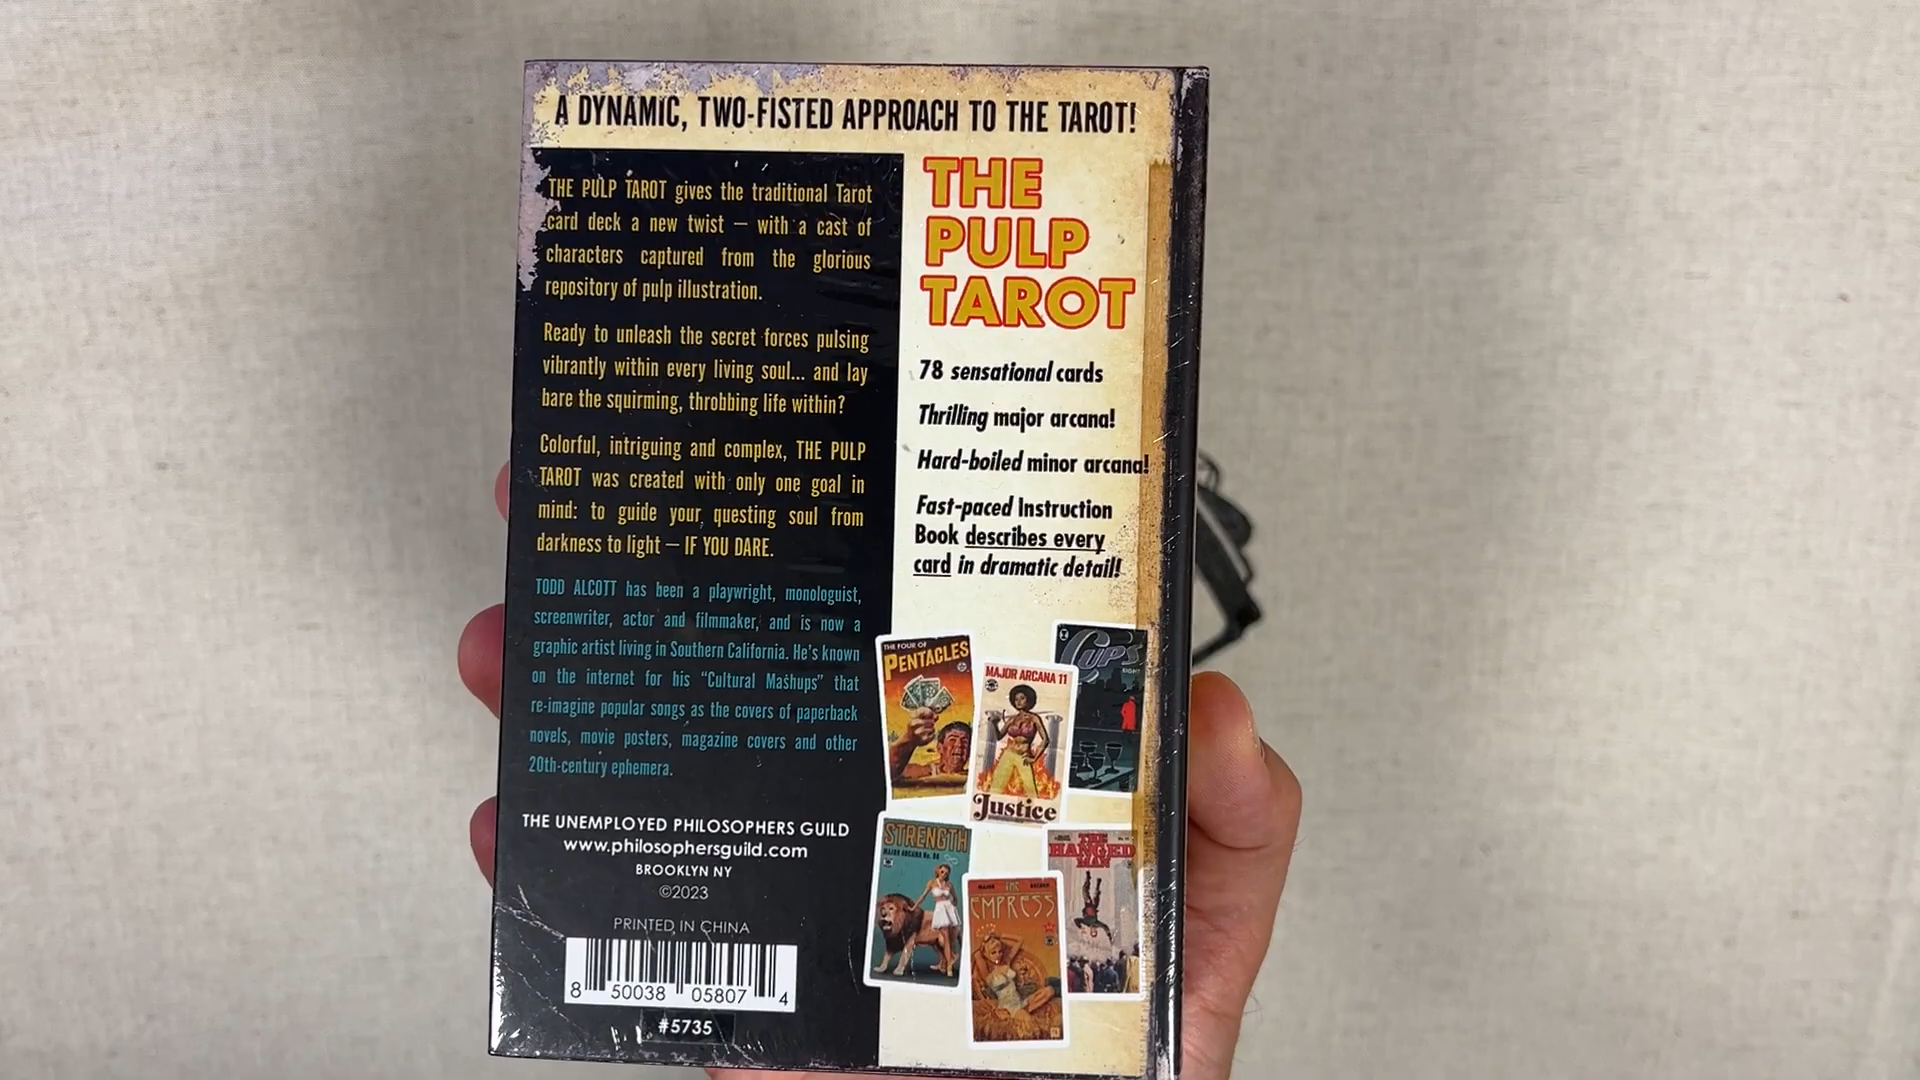 A DYNAMIC, TWO-FISTED APPROACH TO THE TAROT!
THE PULP TAROT gives the traditional Tarot
card deck a new twist – with a cast of
characters captured from the glorious
repository of pulp illustration.
Ready to unleash the secret forces pulsing
vibrantly within every living soul... and lay
bare the squirming, throbbing life within?
Colorful, intriguing and complex, THE PULP
TAROT was created with only one goal in
mind: to guide your questing soul from
darkness to light – IF YOU DARE.
TODD ALCOTT has been a playwright, monologuist,
screenwriter, actor and filmmaker, and is now a
graphic artist living in Southern California. He's known
on the internet for his "Cultural Mashups" that
re-imagine popular songs as the covers of paperback
novels, movie posters, magazine covers and other
20th-century ephemera.
THE UNEMPLOYED PHILOSOPHERS GUILD
www.philosophersguild.com
BROOKLYN NY
©2023
PRINTED IN CHINA
8 50038 05807 4
#5735
THE
PULP
TAROT
78 sensational cards
Thrilling major arcana!
Hard-boiled minor arcana!
Fast-paced Instruction
Book describes every
card in dramatic detail!
THE FOUR OF
PENTACLES
MAJOR ARCANA 11
Justice
CUPS
EIGHT
STRENGTH
MAJOR ARCANA No. 08
MAJOR ARCANA
THE
EMPRESS
THE
HANGED
MAN